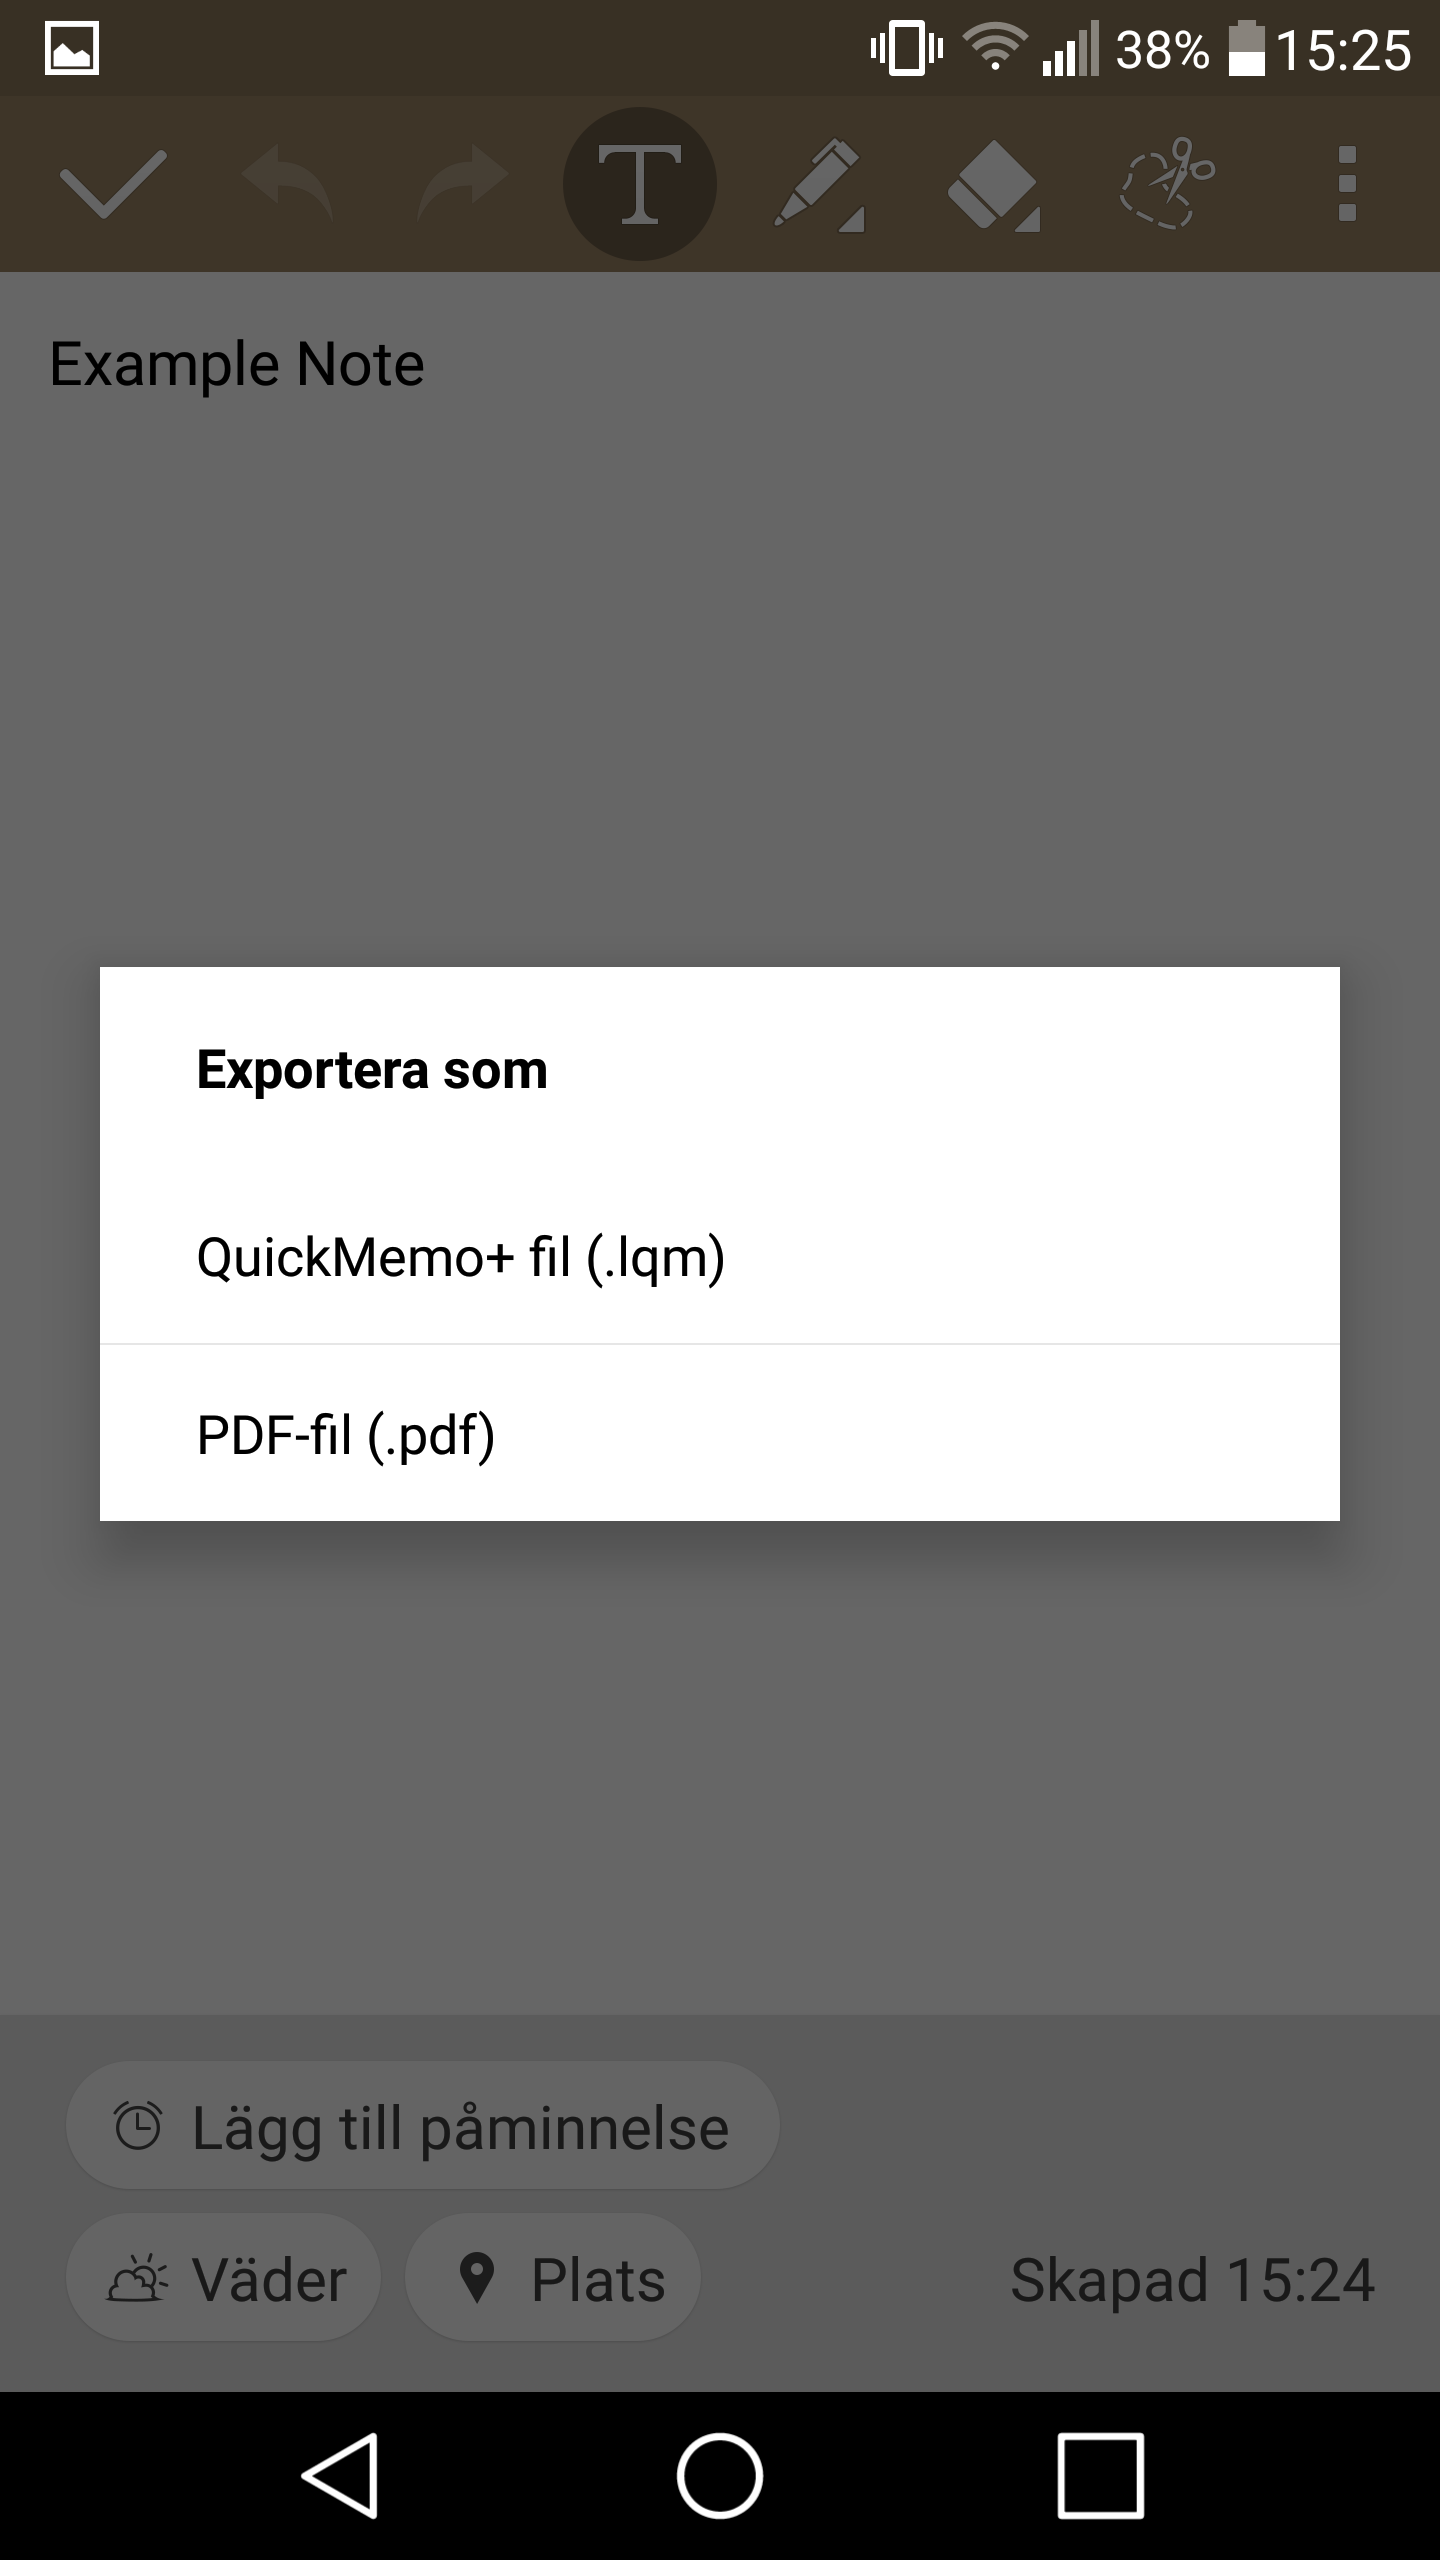 38% 15:25
Example Note
Exportera som
QuickMemo+ fil (.lqm)
PDF-fil (.pdf)
Lägg till påminnelse
Väder Plats Skapad 15:24